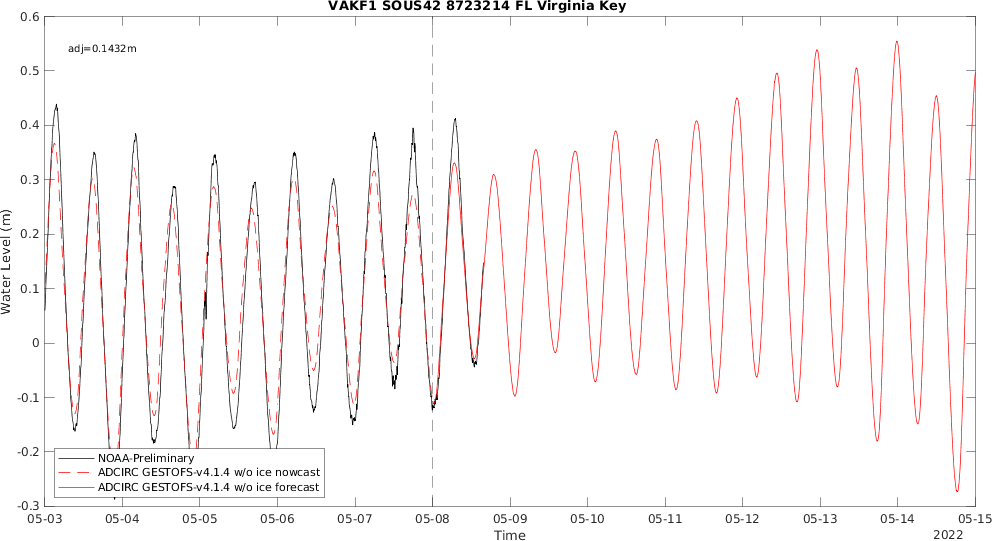 VAKF1 SOUS42 8723214 FL Virginia Key
adj=0.1432m
0.6
0.5
0.4
0.3
0.2
0.1
0
-0.1
-0.2
-0.3
Water Level (m)
NOAA-Preliminary
ADCIRC GESTOFS-v4.1.4 w/o ice nowcast
ADCIRC GESTOFS-v4.1.4 w/o ice forecast
05-03 05-04 05-05 05-06 05-07 05-08 05-09 05-10 05-11 05-12 05-13 05-14 05-15
Time
2022